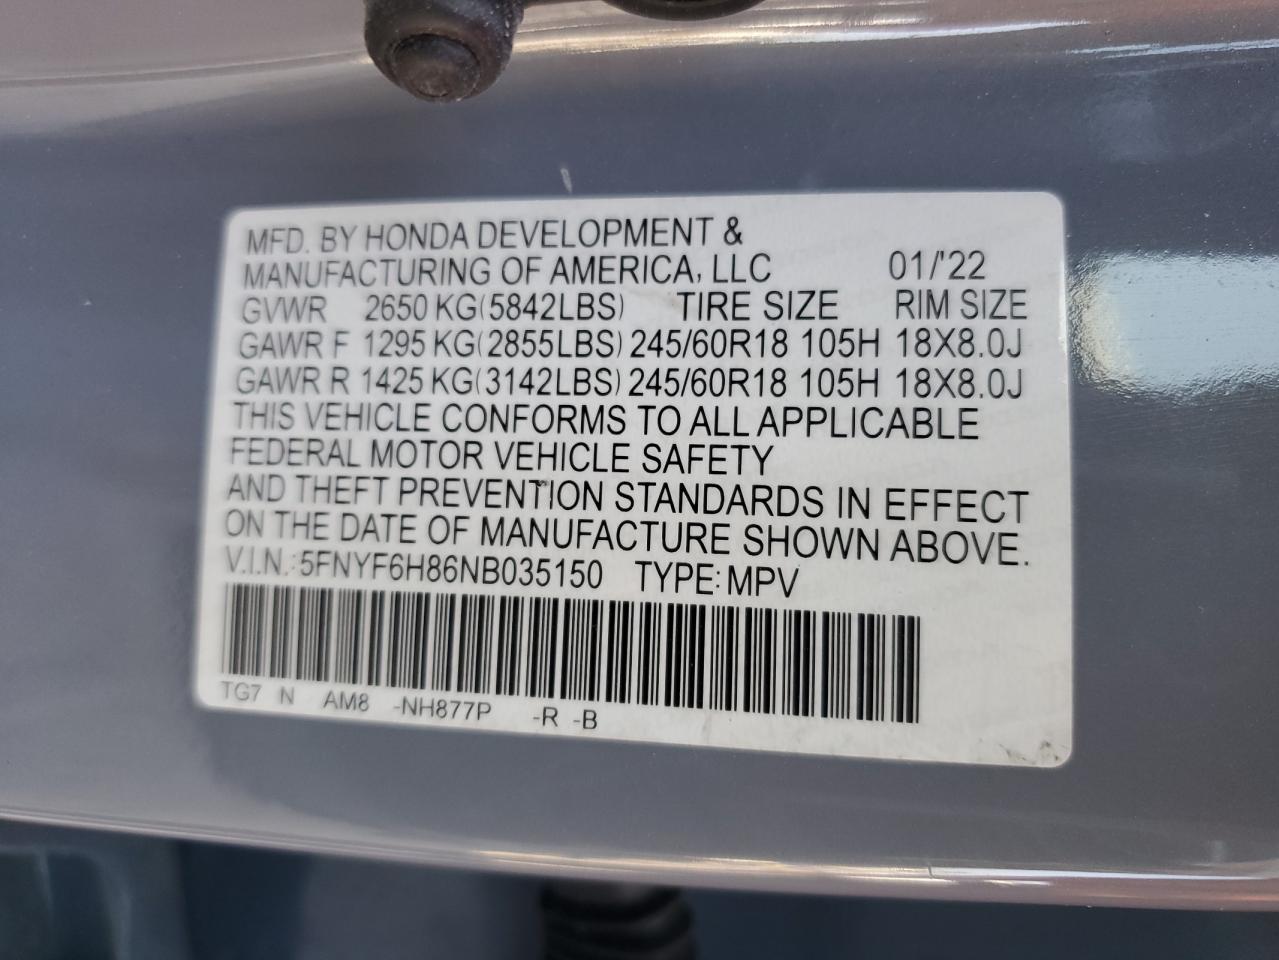 MFD. BY HONDA DEVELOPMENT &
MANUFACTURING OF AMERICA, LLC 01/'22
GVWR 2650 KG(5842LBS) TIRE SIZE RIM SIZE
GAWR F 1295 KG(2855LBS) 245/60R18 105H 18X8.0J
GAWR R 1425 KG(3142LBS) 245/60R18 105H 18X8.0J
THIS VEHICLE CONFORMS TO ALL APPLICABLE
FEDERAL MOTOR VEHICLE SAFETY
AND THEFT PREVENTION STANDARDS IN EFFECT
ON THE DATE OF MANUFACTURE SHOWN ABOVE.
V.I.N.: 5FNYF6H86NB035150 TYPE: MPV
TG7 N AM8 -NH877P -R -B